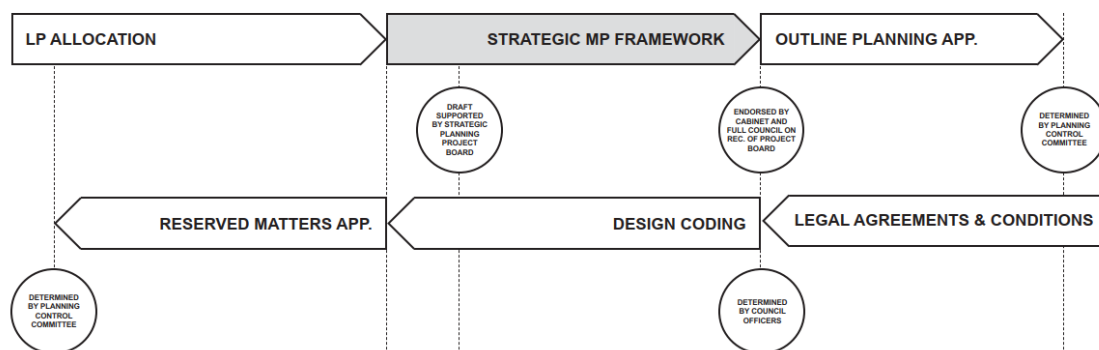 LP ALLOCATION
STRATEGIC MP FRAMEWORK
OUTLINE PLANNING APP.
DRAFT
SUPPORTED
BY STRATEGIC
PLANNING
PROJECT
BOARD
ENDORSED BY
CABINET AND
FULL COUNCIL ON
REC. OF PROJECT
BOARD
DETERMINED
BY PLANNING
CONTROL
COMMITTEE
RESERVED MATTERS APP.
DESIGN CODING
LEGAL AGREEMENTS & CONDITIONS
DETERMINED
BY PLANNING
CONTROL
COMMITTEE
DETERMINED
BY COUNCIL
OFFICERS